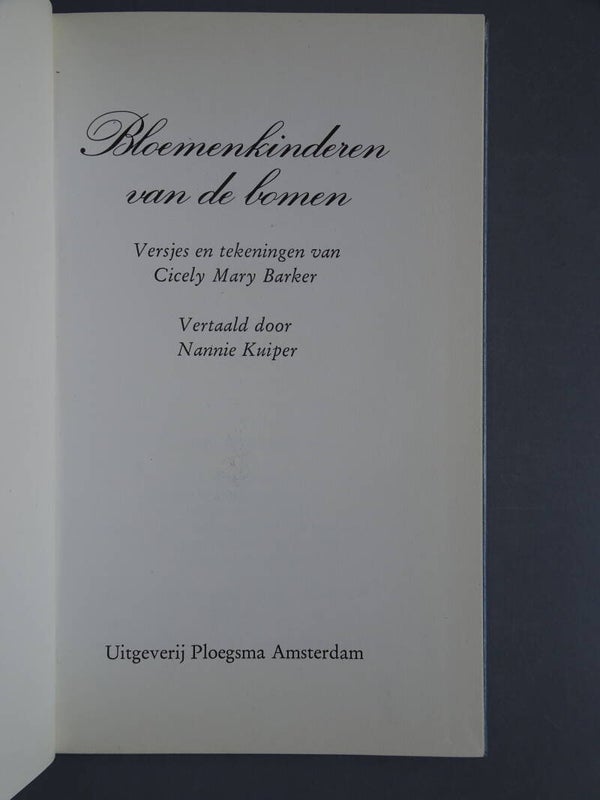 Bloemenkinderen
van de bomen
Versjes en tekeningen van
Cicely Mary Barker
Vertaald door
Nannie Kuiper
Uitgeverij Ploegsma Amsterdam